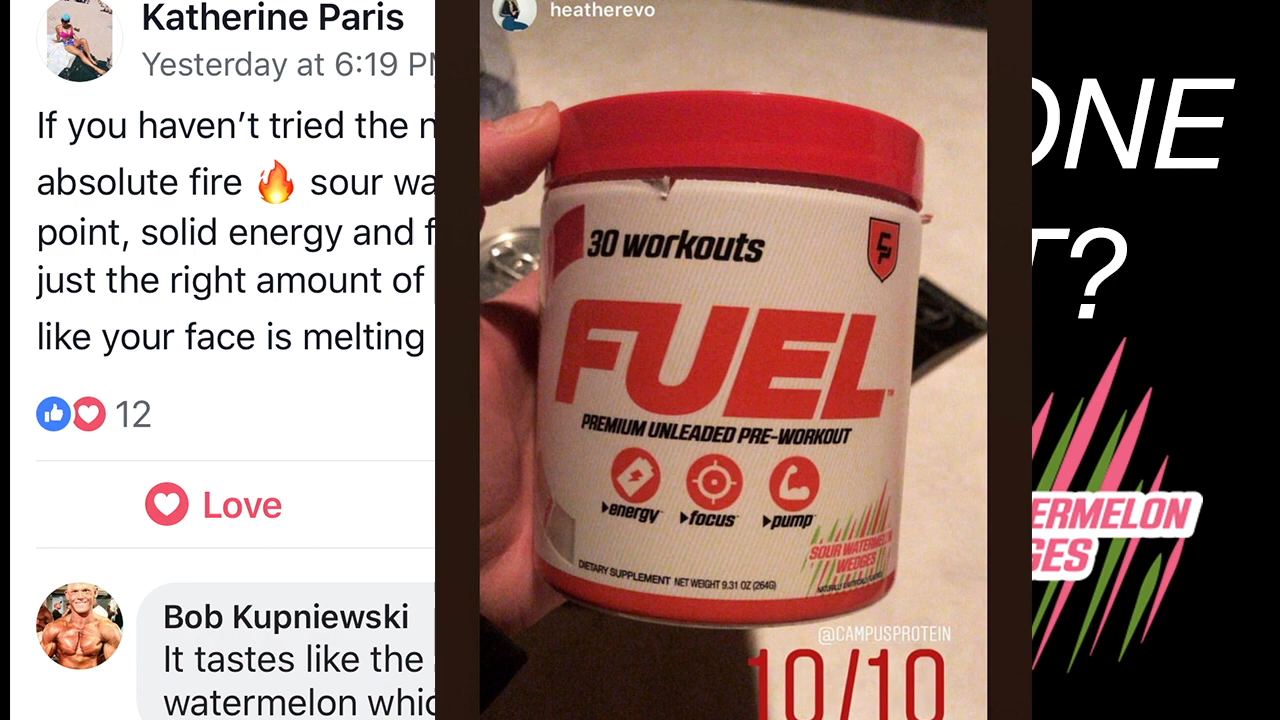 Katherine Paris
Yesterday at 6:19 PM
If you haven't tried the
absolute fire 🔥 sour
point, solid energy and
just the right amount of
like your face is melting
12
Love
Bob Kupniewski
It tastes like the
watermelon
heatherevo
30 workouts
CP
FUEL™
PREMIUM UNLEADED PRE-WORKOUT
energy
focus
pump
SOUR WATERMELON
WEDGES
DIETARY SUPPLEMENT NET WEIGHT 9.31 OZ (264G)
@CAMPUSPROTEIN
10/10
ONE
T?
ERMELON
GES